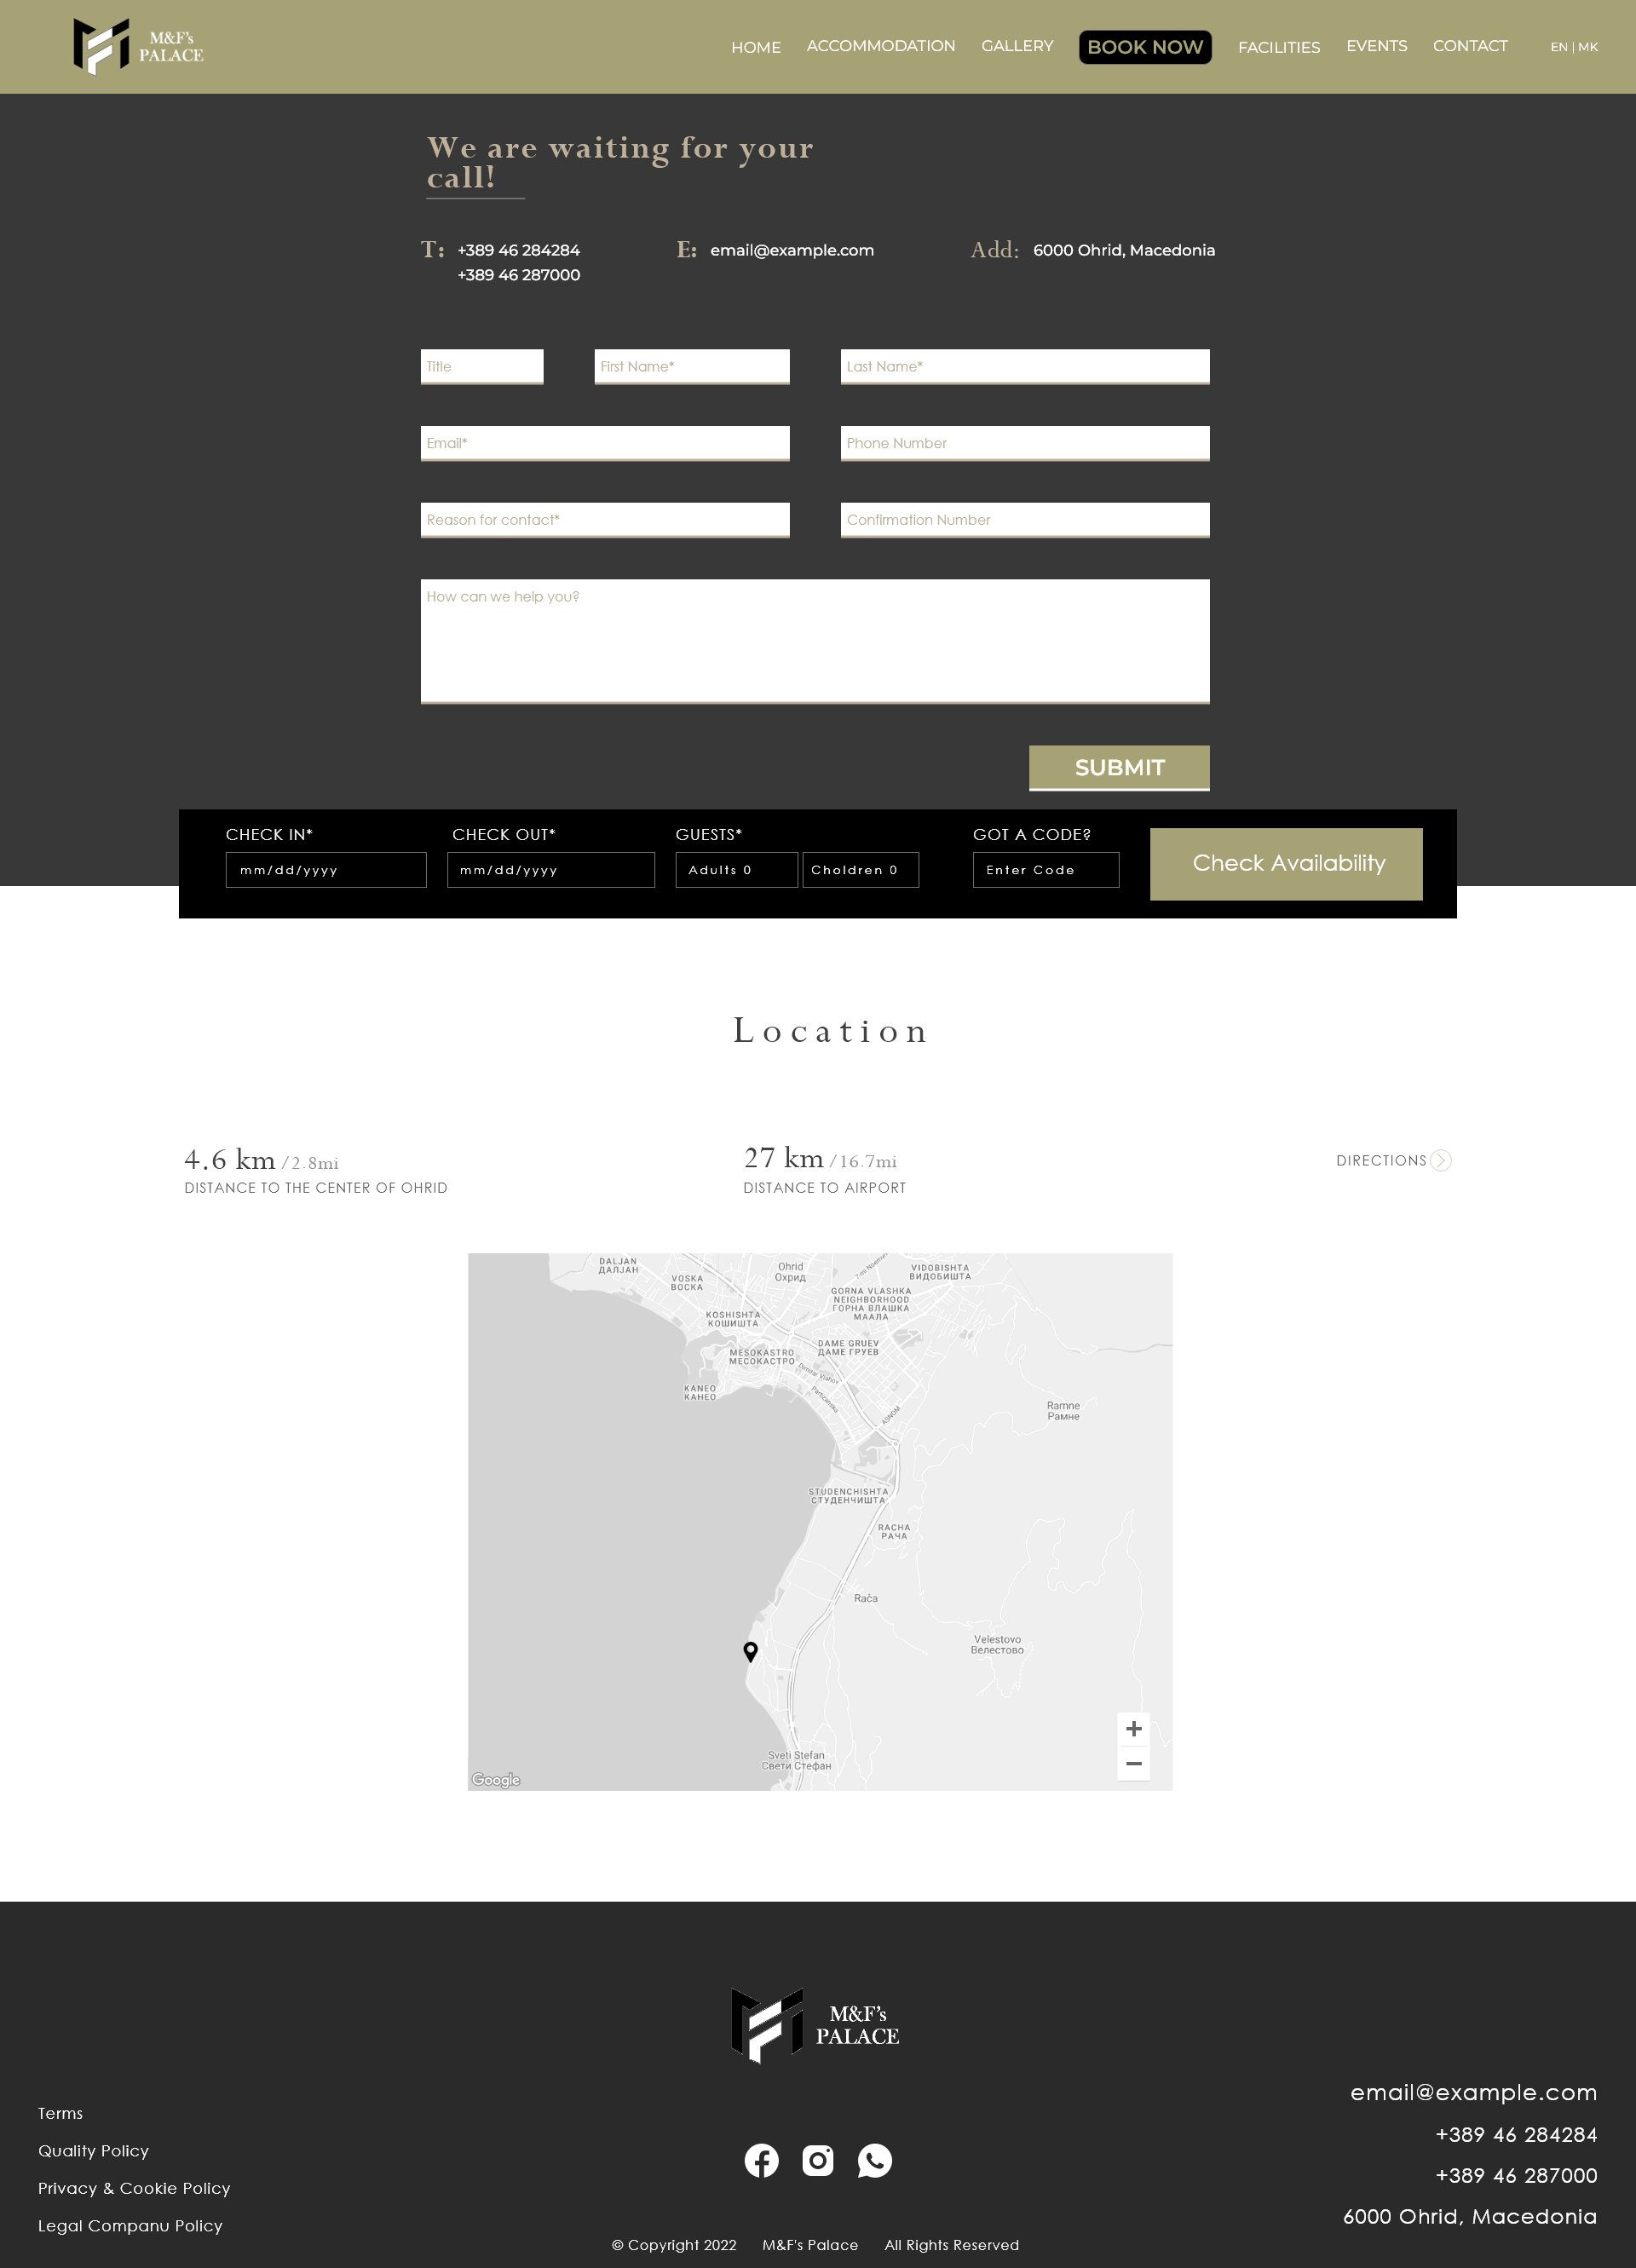 M&F's
PALACE
HOME ACCOMMODATION GALLERY BOOK NOW FACILITIES EVENTS CONTACT EN | MK
We are waiting for your
call!
T: +389 46 284284 E: email@example.com Add: 6000 Ohrid, Macedonia
+389 46 287000
Title First Name* Last Name*
Email* Phone Number
Reason for contact* Confirmation Number
How can we help you?
SUBMIT
CHECK IN* CHECK OUT* GUESTS* GOT A CODE?
mm/dd/yyyy mm/dd/yyyy Adults 0 Choldren 0 Enter Code Check Availability
Location
4.6 km /2.8mi 27 km /16.7mi DIRECTIONS
DISTANCE TO THE CENTER OF OHRID DISTANCE TO AIRPORT
DALJAN
ДАЛЈАН
Ohrid
Охрид
7-mi Noemvri
VIDOBISHTA
ВИДОБИШТА
VOSKA
ВОСКА
GORNA VLASHKA
NEIGHBORHOOD
ГОРНА ВЛАШКА
МААЛА
KOSHISHTA
КОШИШТА
DAME GRUEV
ДАМЕ ГРУЕВ
MESOKASTRO
МЕСОКАСТРО
Dimitar Vlahov
KANEO
КАНЕО
Partizanska
ASNOM
Ramne
Рамне
STUDENCHISHTA
СТУДЕНЧИШТА
RACHA
РАЧА
Rača
Velestovo
Велестово
Sveti Stefan
Свети Стефан
Google
M&F's
PALACE
email@example.com
Terms
+389 46 284284
Quality Policy
+389 46 287000
Privacy & Cookie Policy
6000 Ohrid, Macedonia
Legal Companu Policy
© Copyright 2022 M&F's Palace All Rights Reserved